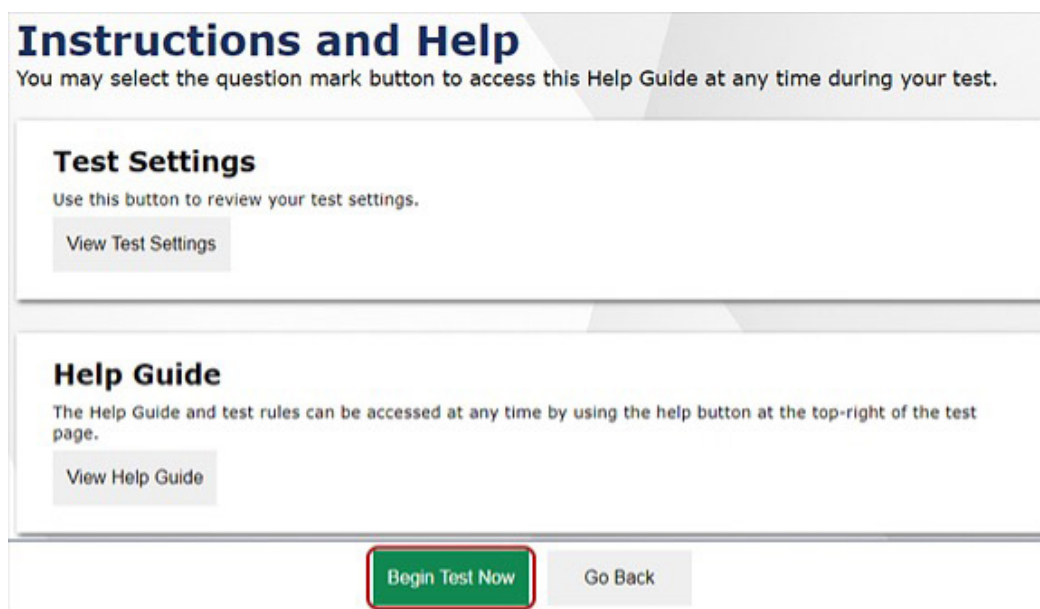 Instructions and Help
You may select the question mark button to access this Help Guide at any time during your test.
Test Settings
Use this button to review your test settings.
View Test Settings
Help Guide
The Help Guide and test rules can be accessed at any time by using the help button at the top-right of the test
page.
View Help Guide
Begin Test Now
Go Back